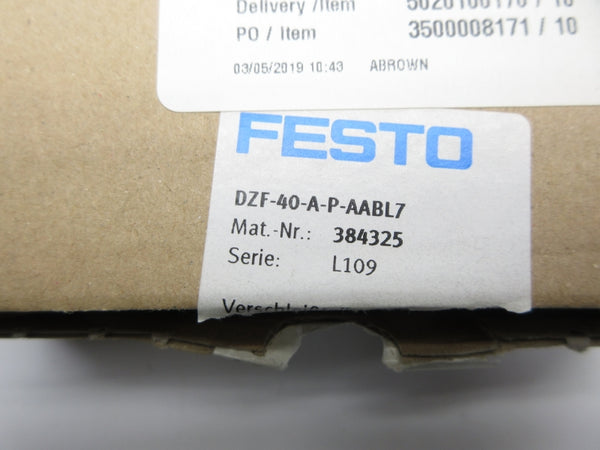 Delivery /Item
PO / Item 3500008171 / 10
03/05/2019 10:43 ABROWN
FESTO
DZF-40-A-P-AABL7
Mat.-Nr.: 384325
Serie: L109